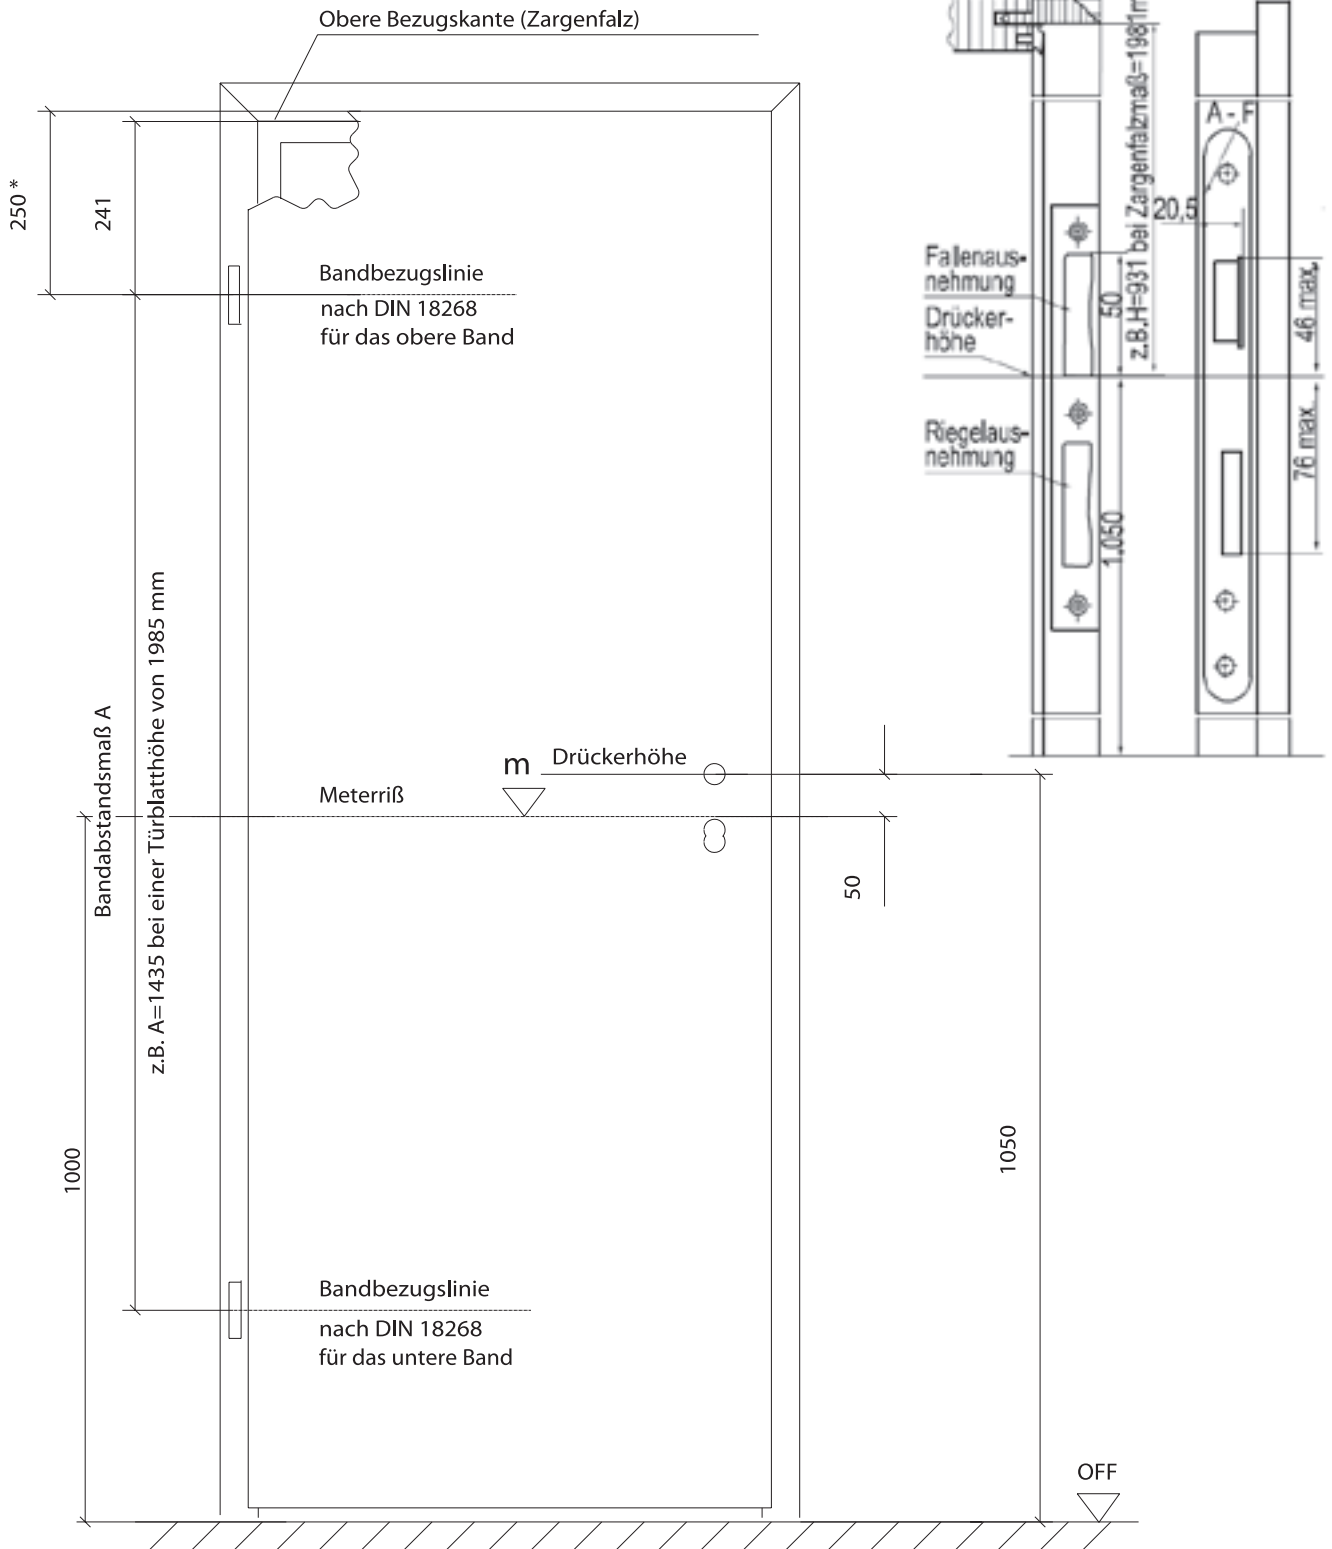 Obere Bezugskante (Zargenfalz)
250 *
241
Bandbezugslinie
nach DIN 18268
für das obere Band
Bandabstandsmaß A
z.B. A=1435 bei einer Türblatthöhe von 1985 mm
m
Drückerhöhe
Meterriß
50
1000
1050
Bandbezugslinie
nach DIN 18268
für das untere Band
OFF
z.B.H=931 bei Zargenfalzmaß=1981m
A - F
20,5
Fallenaus-
nehmung
Drücker-
höhe
50
46 max.
Riegelaus-
nehmung
76 max.
1.050